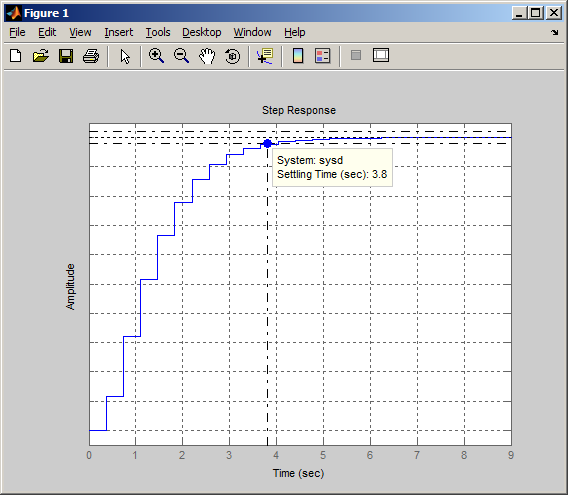 Figure 1
File Edit View Insert Tools Desktop Window Help
Step Response
System: sysd
Settling Time (sec): 3.8
Amplitude
0 1 2 3 4 5 6 7 8 9
Time (sec)